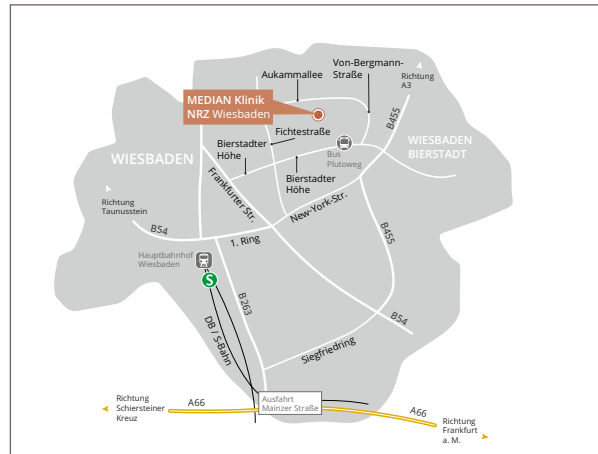 Von-Bergmann-
Straße
Aukammallee
Richtung
A3
MEDIAN Klinik
NRZ Wiesbaden
B455
Fichtestraße
Bierstadter
Höhe
WIESBADEN
BIERSTADT
Bus
Plutoweg
WIESBADEN
Bierstadter
Höhe
Frankfurter Str.
New-York-Str.
Richtung
Taunusstein
B54
1. Ring
B455
Hauptbahnhof
Wiesbaden
S
B 263
DB / S-Bahn
B54
Siegfriedring
Richtung
Schiersteiner
Kreuz
A66
Ausfahrt
Mainzer Straße
A66
Richtung
Frankfurt
a. M.